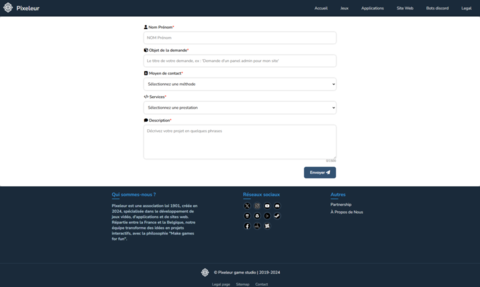 Pixoleur
Accueil Jeux Applications Site Web Bots discord Legal
Nom Prénom*
NOM Prénom
Objet de la demande*
Le titre de votre demande, ex : 'Demande d'un panel admin pour mon site'
Moyen de contact*
Sélectionnez une méthode
Services*
Sélectionnez une prestation
Description*
Décrivez votre projet en quelques phrases
Envoyer
Qui sommes-nous ?
Pixoleur est une association loi 1901, créée en
2024, spécialisée dans le développement de
jeux vidéo, d'applications et de sites web.
Répartie entre la France et la Belgique, notre
équipe transforme des idées en projets
interactifs, avec la philosophie "Make games
for fun".
Réseaux sociaux
Autres
Partnership
À Propos de Nous
© Pixoleur game studio | 2019-2024
Legal page Sitemap Contact